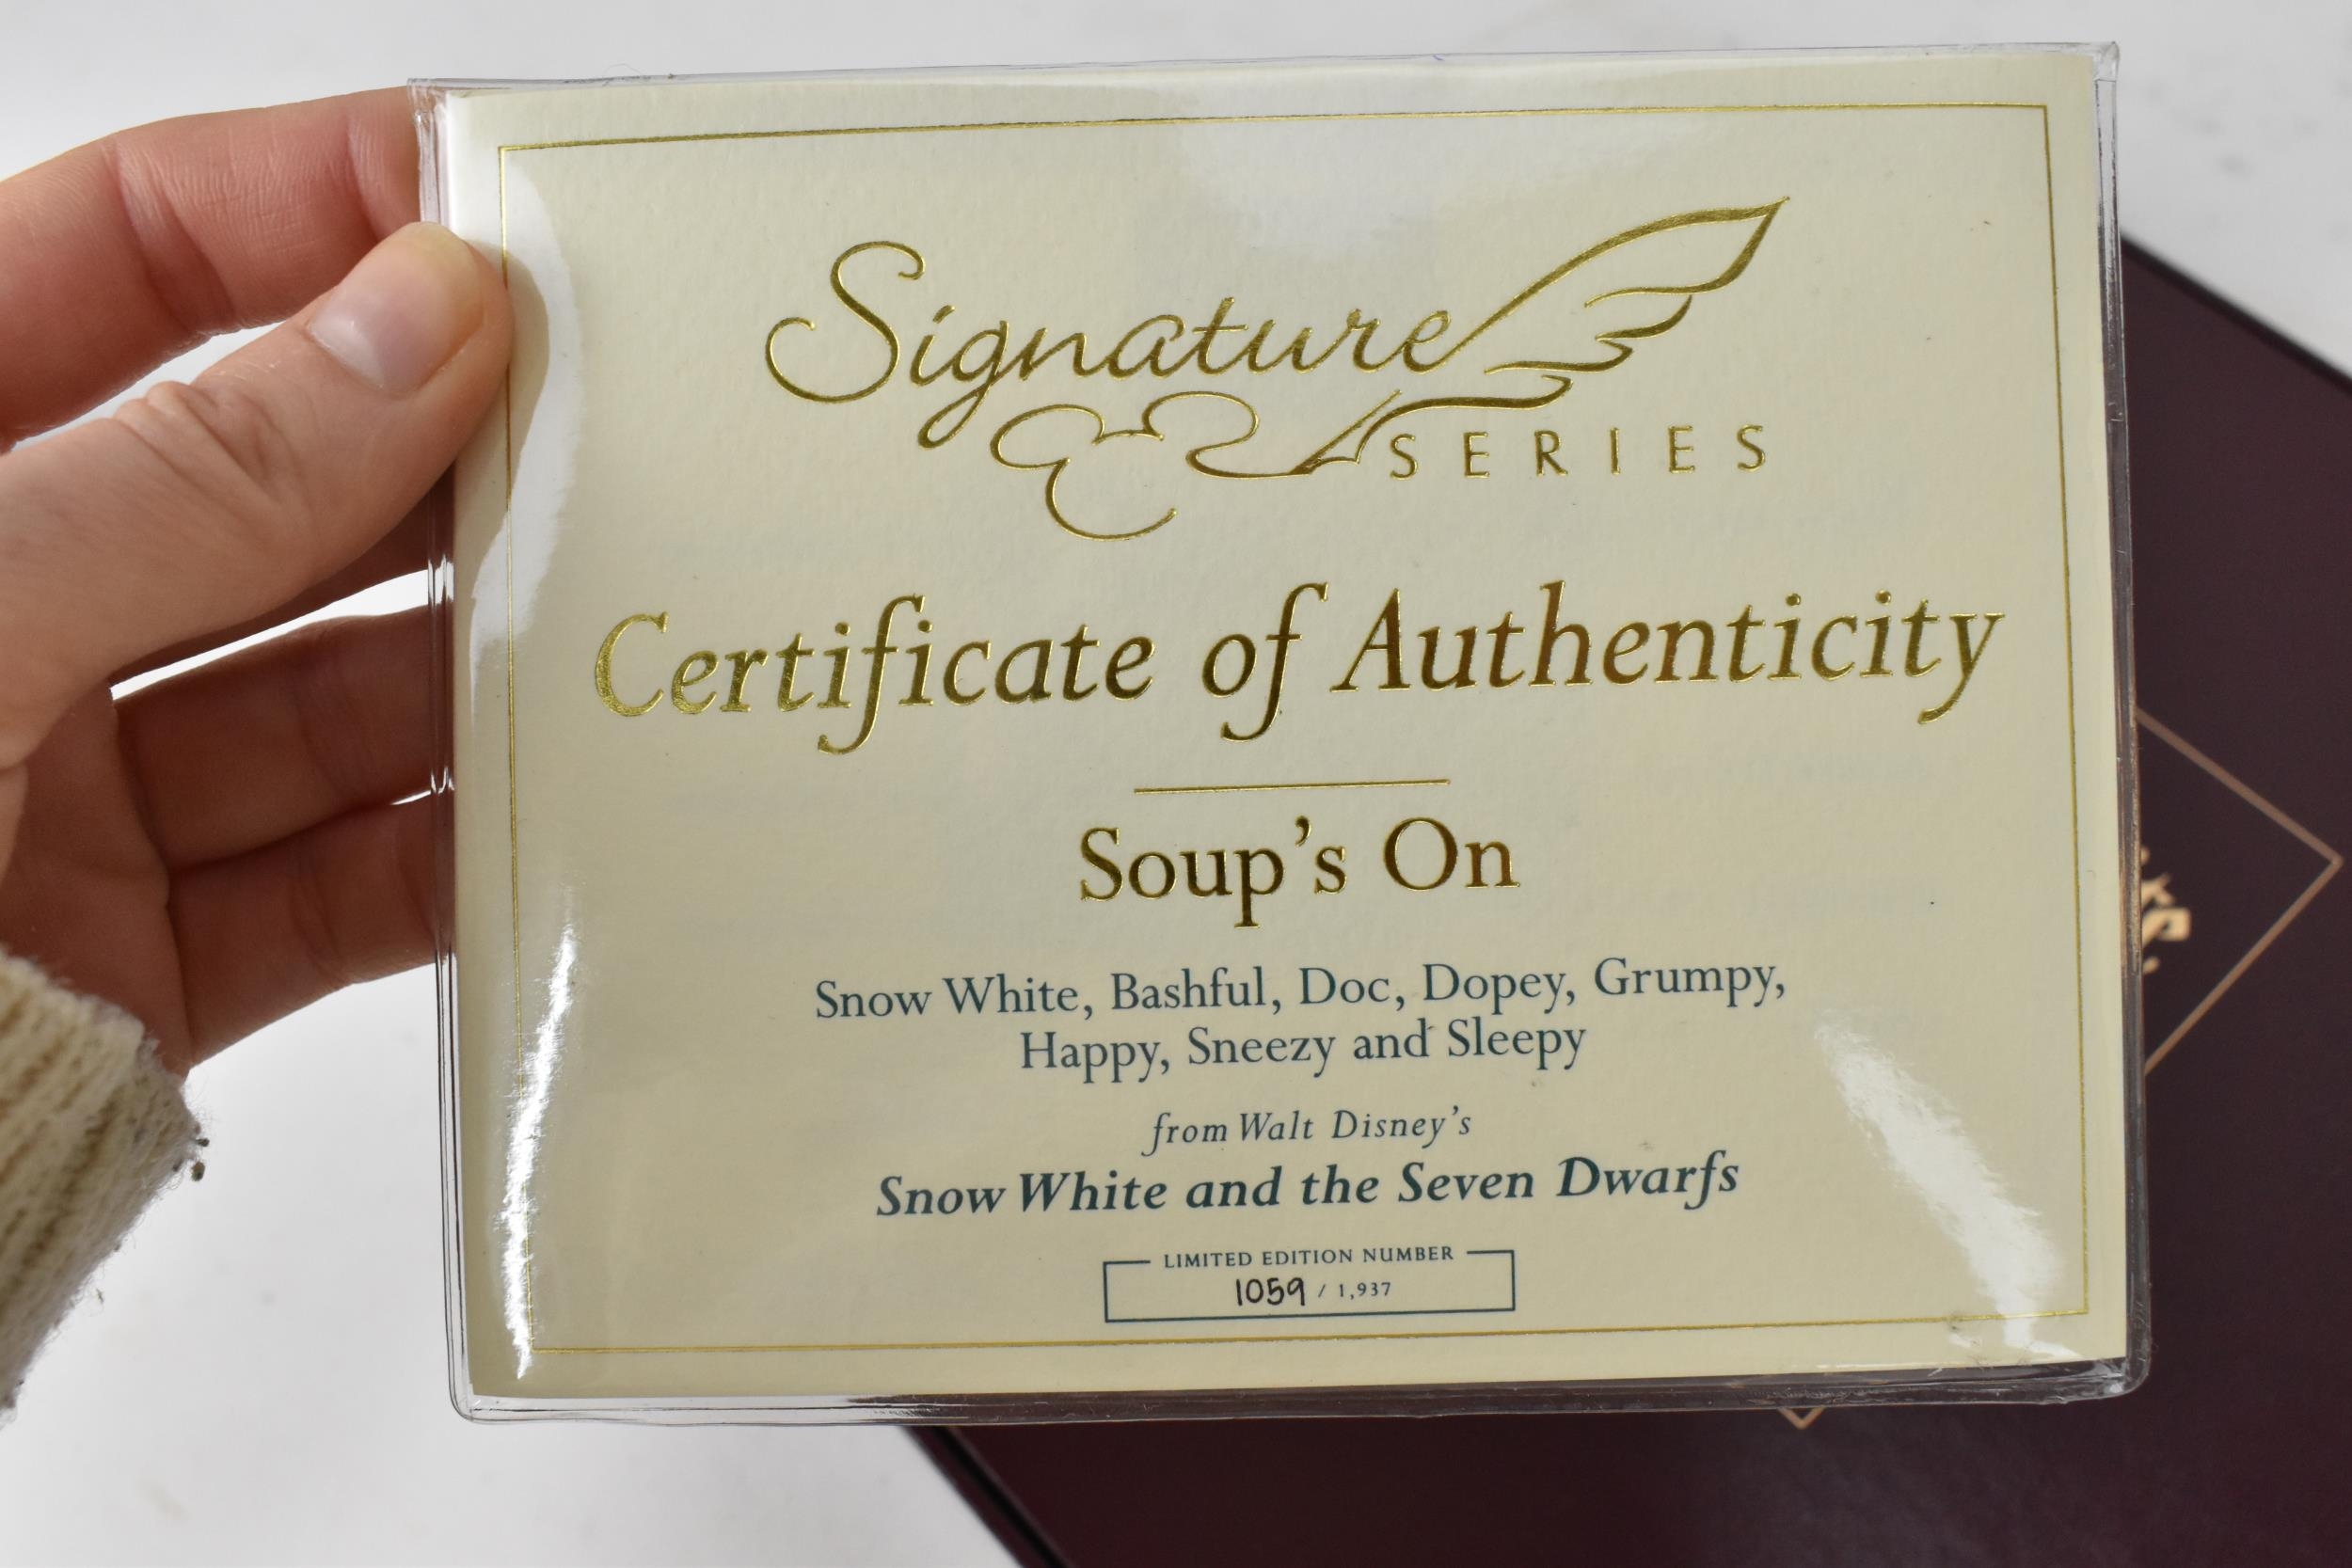 Signature
SERIES
Certificate of Authenticity
Soup's On
Snow White, Bashful, Doc, Dopey, Grumpy,
Happy, Sneezy and Sleepy
from Walt Disney's
Snow White and the Seven Dwarfs
LIMITED EDITION NUMBER
1059 / 1,937